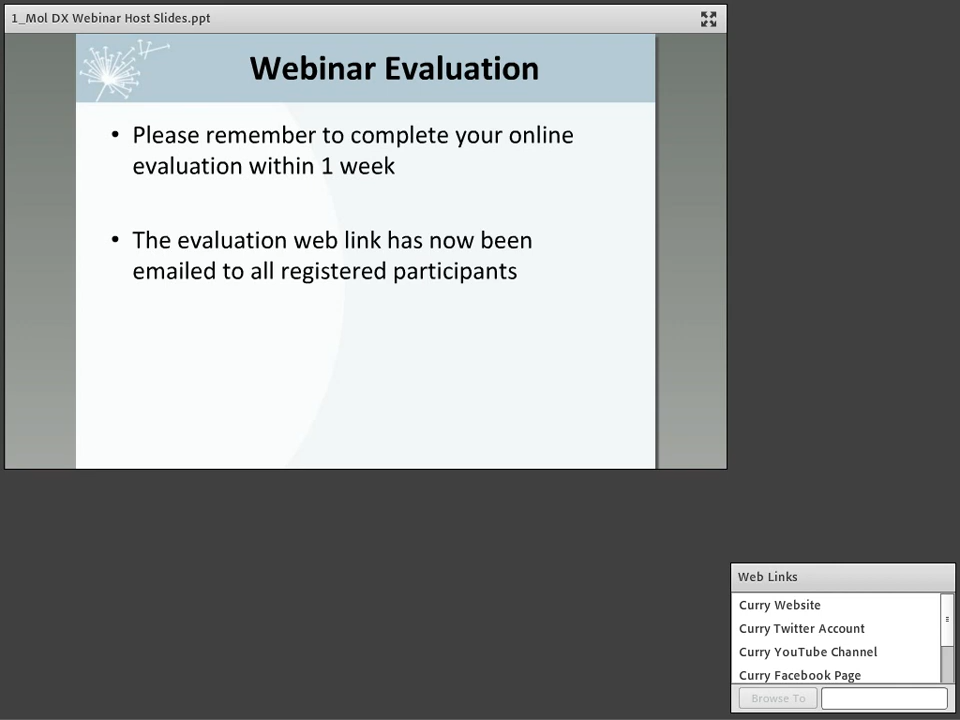 1_Mol DX Webinar Host Slides.ppt
Webinar Evaluation
• Please remember to complete your online
evaluation within 1 week
• The evaluation web link has now been
emailed to all registered participants
Web Links
Curry Website
Curry Twitter Account
Curry YouTube Channel
Curry Facebook Page
Browse To